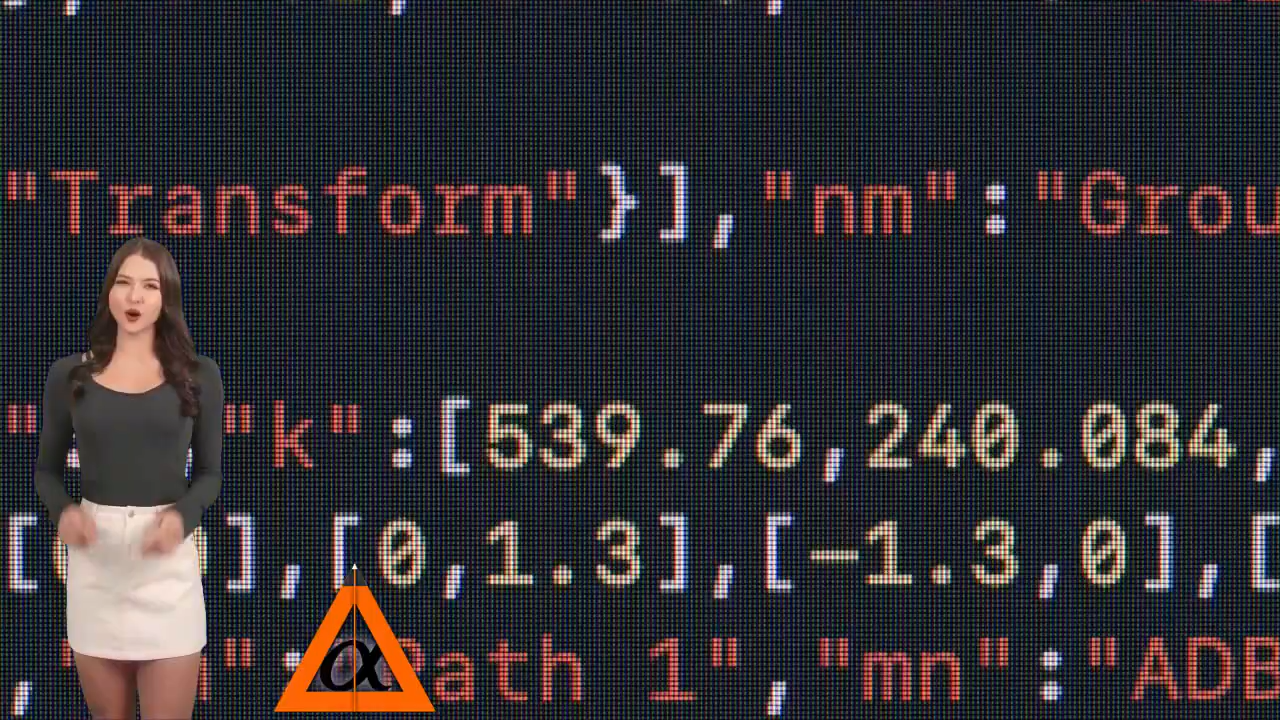 "Transform"}],"nm":"Grou
"k":[539.76,240.084,
],[0,1.3],[-1.3,0],[
":"Path 1","mn":"ADB
α